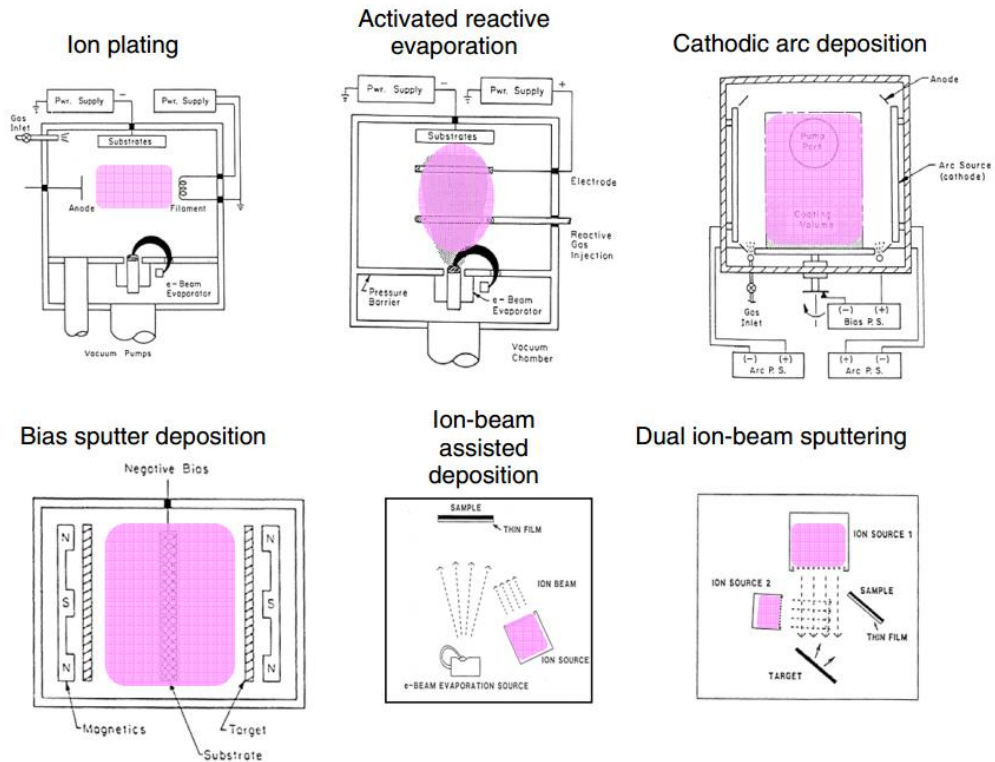 Ion plating
Pwr. Supply
-
Pwr. Supply
Gas
Inlet
Substrates
Anode
Filament
e-Beam
Evaporator
Vacuum Pumps
Activated reactive
evaporation
Pwr. Supply
-
+
Pwr. Supply
Substrates
Electrode
Reactive
Gas
Injection
Pressure
Barrier
e-Beam
Evaporator
Vacuum
Chamber
Cathodic arc deposition
Anode
Pump
Port
Arc Source
(cathode)
Coating
Volume
Gas
Inlet
(-) (+)
Bias P. S.
(-) (+)
Arc P. S.
(+) (-)
Arc P. S.
Bias sputter deposition
Negative Bias
N
S
N
N
S
N
Magnetics
Target
Substrate
Ion-beam
assisted
deposition
SAMPLE
THIN FILM
ION BEAM
ION SOURCE
e-BEAM EVAPORATION SOURCE
Dual ion-beam sputtering
ION SOURCE 1
ION SOURCE 2
SAMPLE
THIN FILM
TARGET